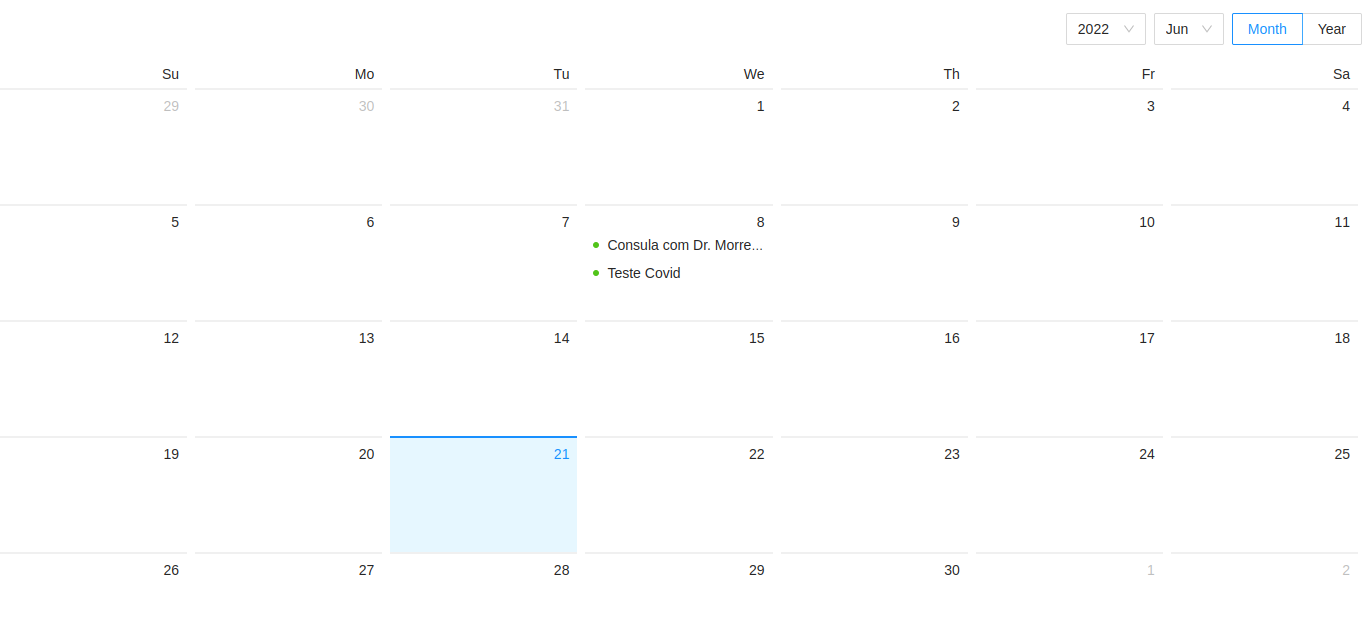 2022 Jun Month Year
Su Mo Tu We Th Fr Sa
29 30 31 1 2 3 4
5 6 7 8 9 10 11
Consula com Dr. Morre...
Teste Covid
12 13 14 15 16 17 18
19 20 21 22 23 24 25
26 27 28 29 30 1 2